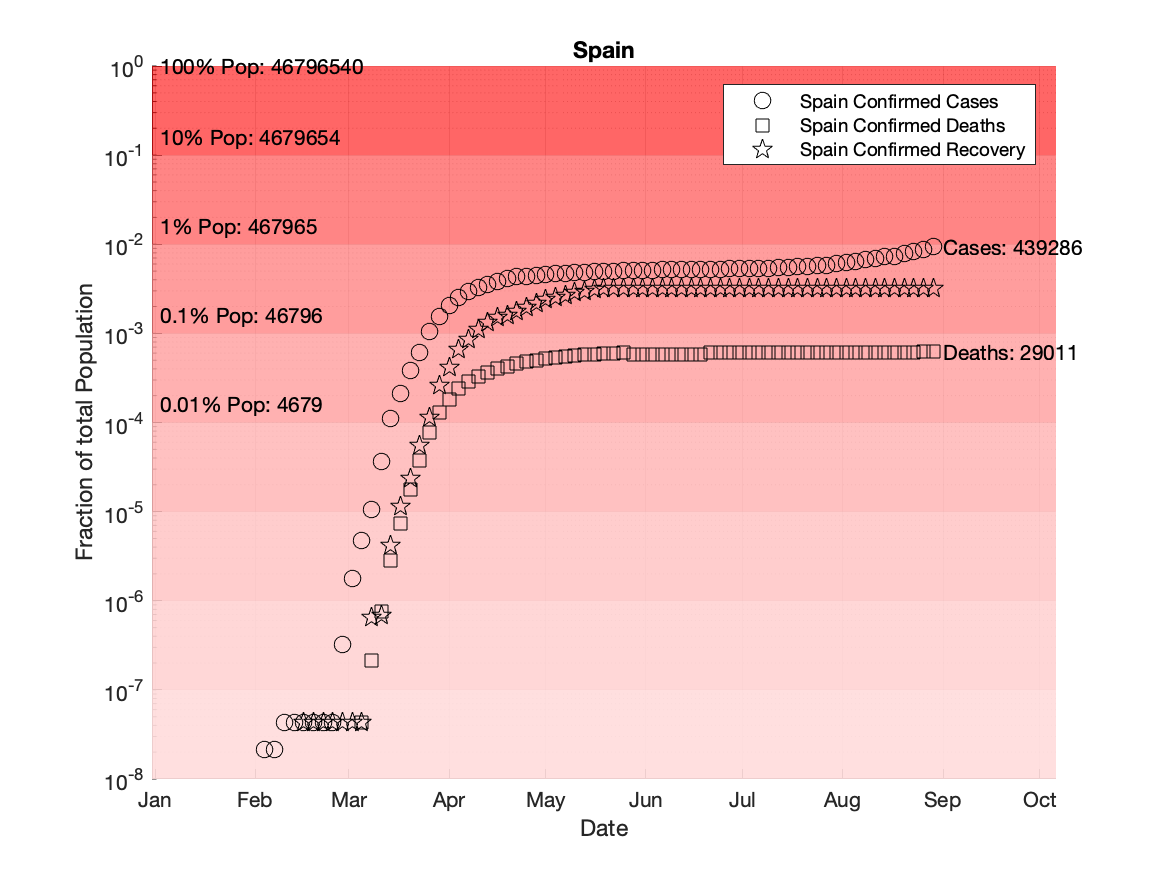 Spain
10^0
10^-1
10^-2
10^-3
10^-4
10^-5
10^-6
10^-7
10^-8
Fraction of total Population
100% Pop: 46796540
10% Pop: 4679654
1% Pop: 467965
0.1% Pop: 46796
0.01% Pop: 4679
Spain Confirmed Cases
Spain Confirmed Deaths
Spain Confirmed Recovery
Cases: 439286
Deaths: 29011
Jan Feb Mar Apr May Jun Jul Aug Sep Oct
Date